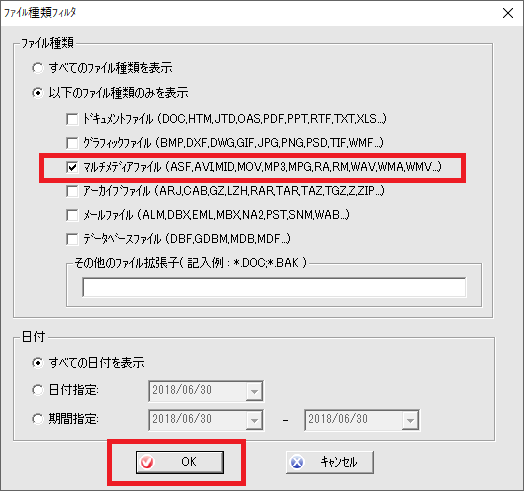 ﾌｧｲﾙ種類ﾌｨﾙﾀ
ﾌｧｲﾙ種類
すべてのﾌｧｲﾙ種類を表示
以下のﾌｧｲﾙ種類のみを表示
ﾄﾞｷｭﾒﾝﾄﾌｧｲﾙ (DOC,HTM,JTD,OAS,PDF,PPT,RTF,TXT,XLS...)
ｸﾞﾗﾌｨｯｸﾌｧｲﾙ (BMP,DXF,DWG,GIF,JPG,PNG,PSD,TIF,WMF...)
ﾏﾙﾁﾒﾃﾞｨｱﾌｧｲﾙ (ASF,AVI,MID,MOV,MP3,MPG,RA,RM,WAV,WMA,WMV...)
ｱｰｶｲﾌﾞﾌｧｲﾙ (ARJ,CAB,GZ,LZH,RAR,TAR,TAZ,TGZ,Z,ZIP...)
ﾒｰﾙﾌｧｲﾙ (ALM,DBX,EML,MBX,NA2,PST,SNM,WAB...)
ﾃﾞｰﾀﾍﾞｰｽﾌｧｲﾙ (DBF,GDBM,MDB,MDF...)
その他のﾌｧｲﾙ拡張子( 記入例 : *.DOC;*.BAK )
日付
すべての日付を表示
日付指定: 2018/06/30
期間指定: 2018/06/30 - 2018/06/30
OK ｷｬﾝｾﾙ